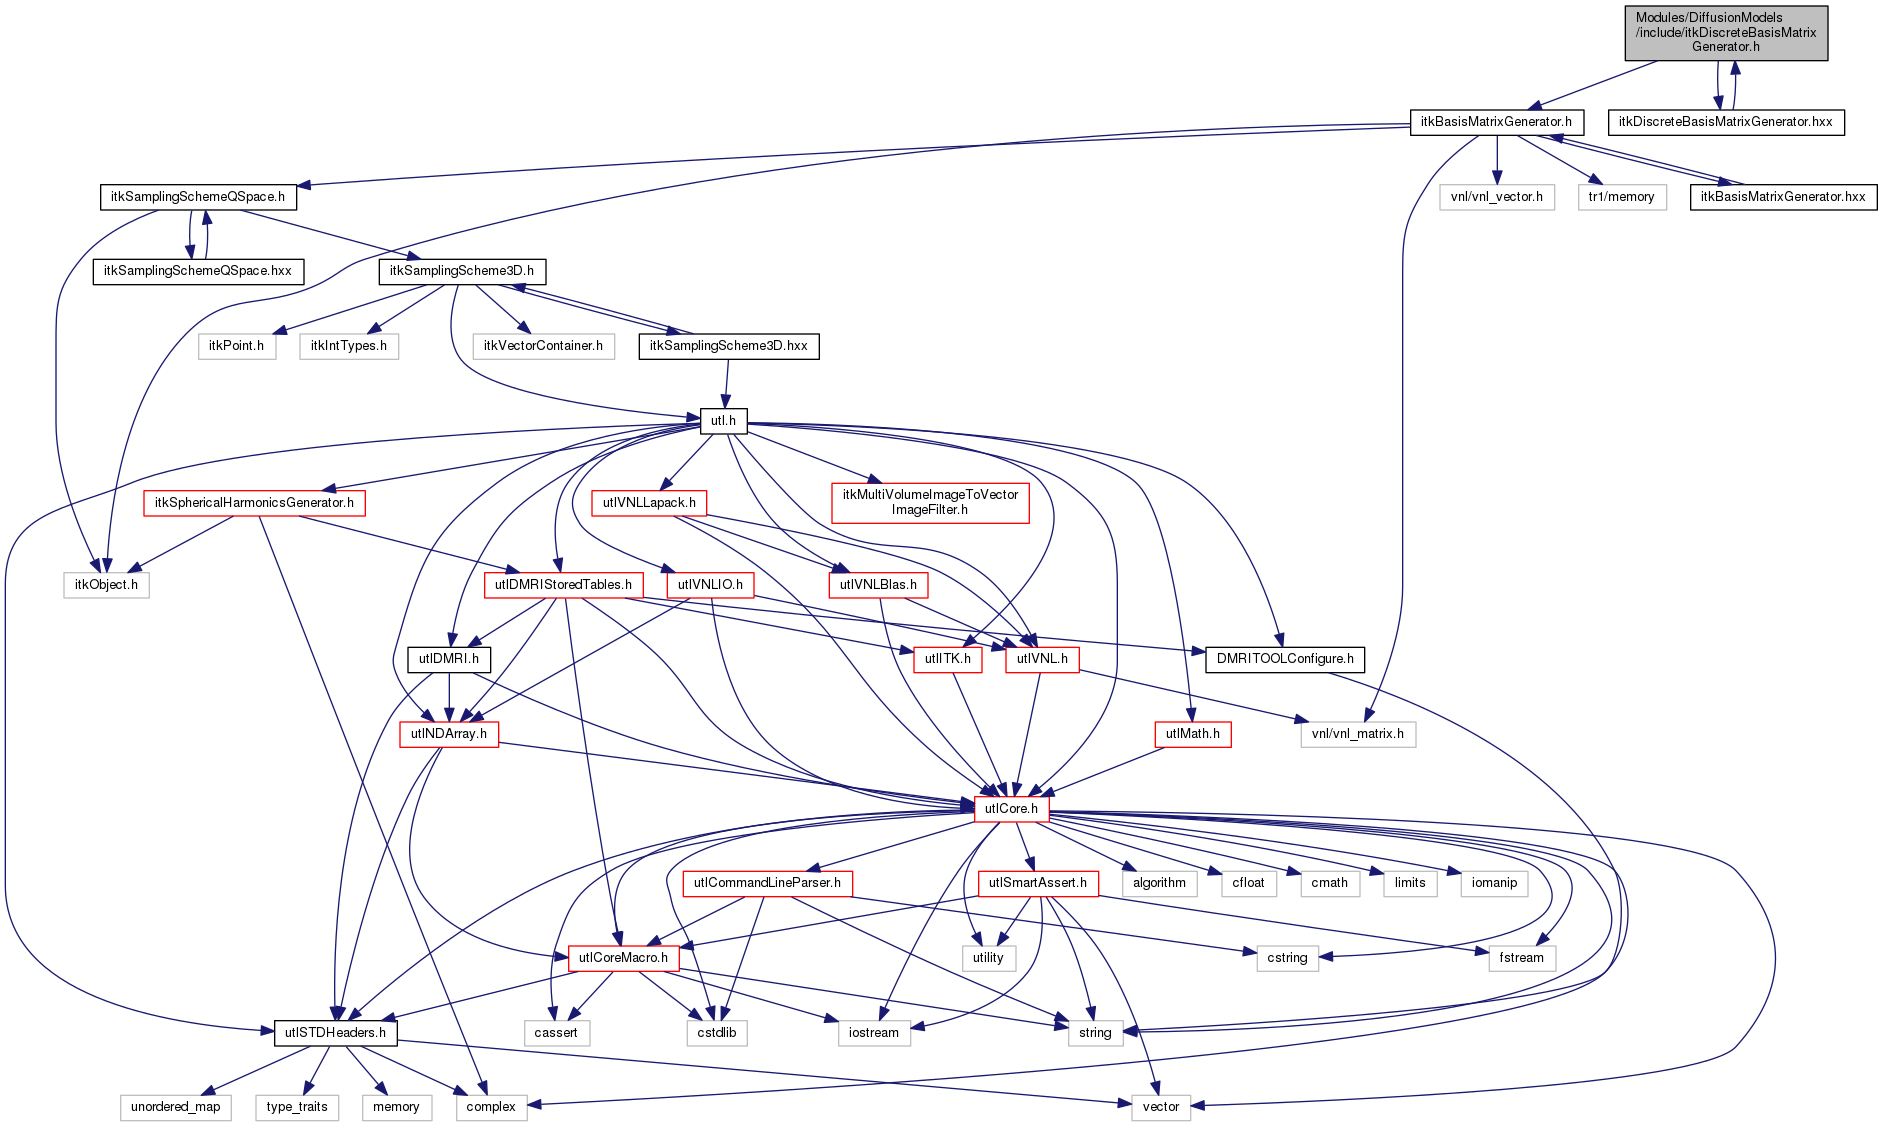 Modules/DiffusionModels
/include/itkDiscreteBasisMatrix
Generator.h
itkBasisMatrixGenerator.h
itkDiscreteBasisMatrixGenerator.hxx
itkSamplingSchemeQSpace.h
vnl/vnl_vector.h
tr1/memory
itkBasisMatrixGenerator.hxx
itkSamplingSchemeQSpace.hxx
itkSamplingScheme3D.h
itkPoint.h
itkIntTypes.h
itkVectorContainer.h
itkSamplingScheme3D.hxx
utl.h
itkSphericalHarmonicsGenerator.h
utlVNLLapack.h
itkMultiVolumeImageToVector
ImageFilter.h
itkObject.h
utlDMRIStoredTables.h
utlVNLIO.h
utlVNLBlas.h
utlDMRI.h
utlITK.h
utlVNL.h
DMRITOOLConfigure.h
utlNDArray.h
utlMath.h
vnl/vnl_matrix.h
utlCore.h
utlCommandLineParser.h
utlSmartAssert.h
algorithm
cfloat
cmath
limits
iomanip
utlCoreMacro.h
utility
cstring
fstream
utlSTDHeaders.h
cassert
cstdlib
iostream
string
unordered_map
type_traits
memory
complex
vector